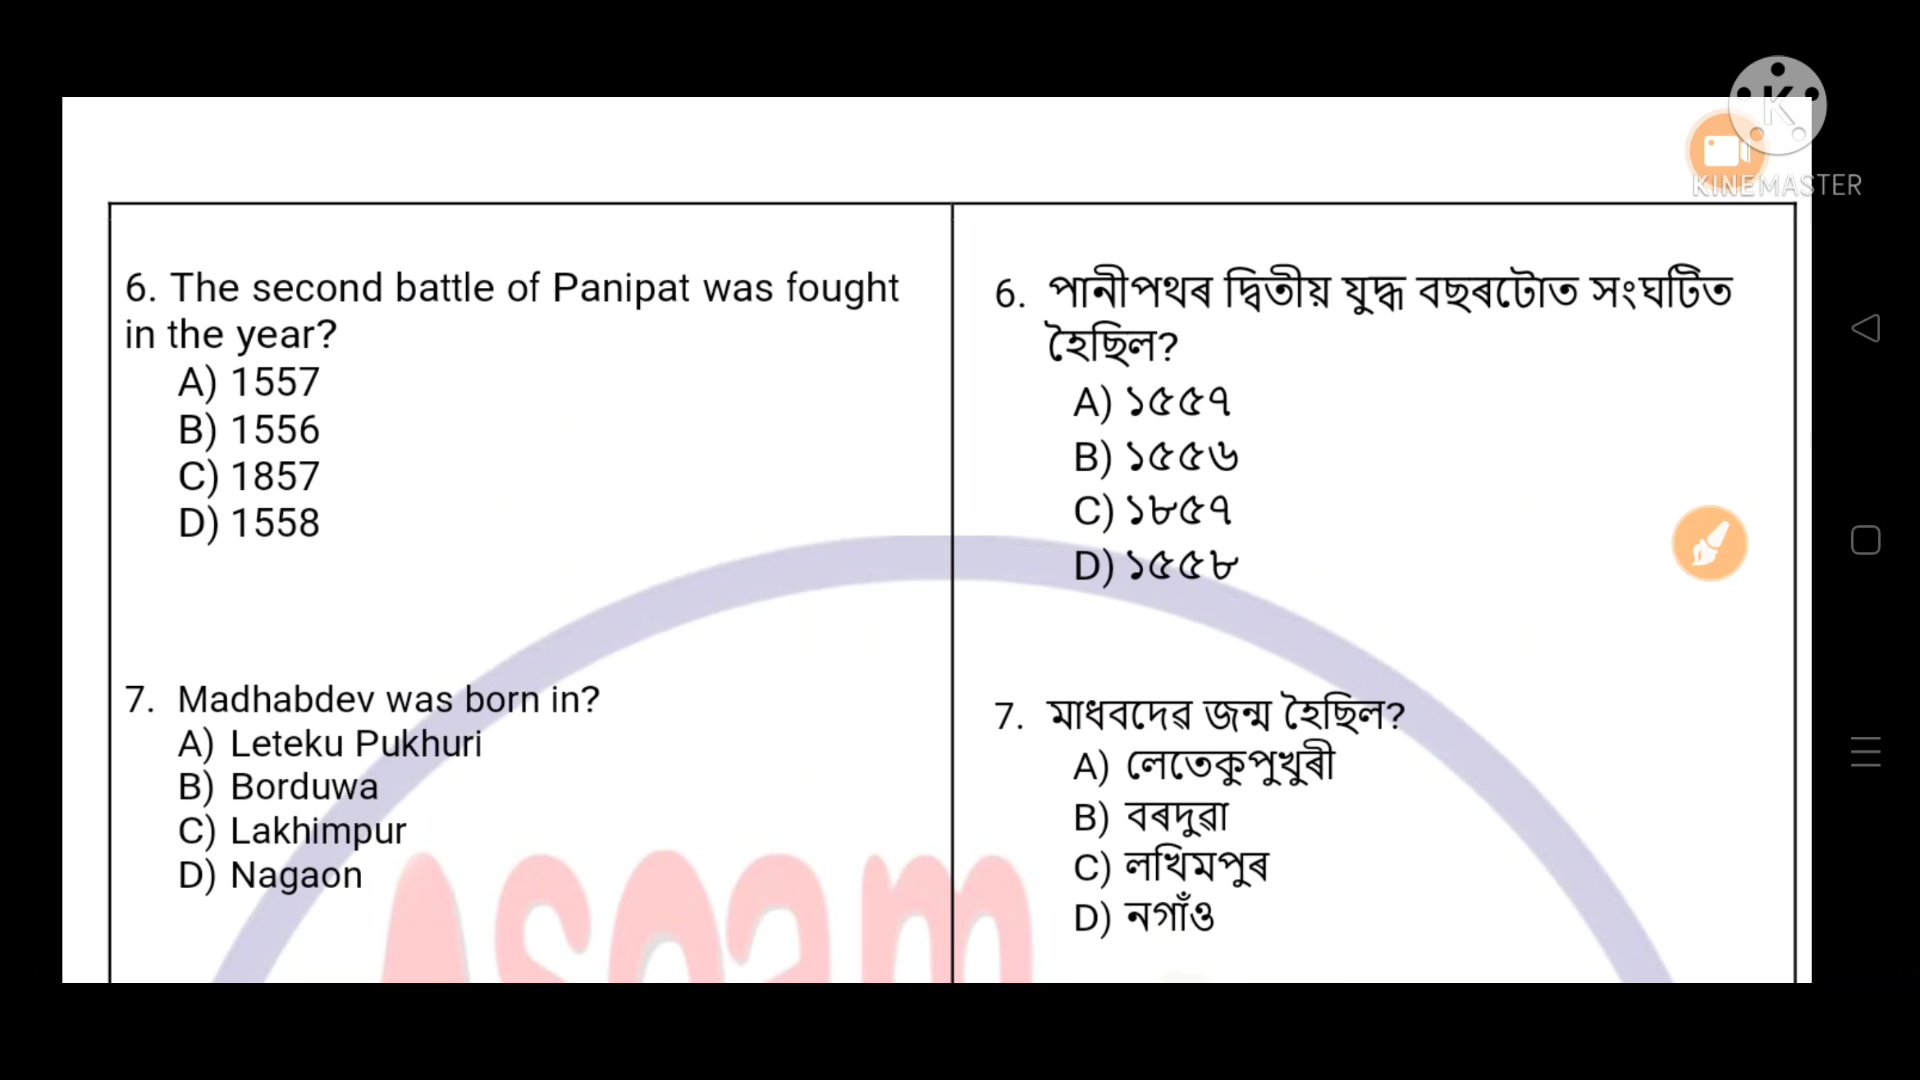 KINEMASTER
6. The second battle of Panipat was fought
in the year?
A) 1557
B) 1556
C) 1857
D) 1558
7. Madhabdev was born in?
A) Leteku Pukhuri
B) Borduwa
C) Lakhimpur
D) Nagaon
6. পানীপথৰ দ্বিতীয় যুদ্ধ বছৰটোত সংঘটিত
হৈছিল?
A) ১৫৫৭
B) ১৫৫৬
C) ১৮৫৭
D) ১৫৫৮
7. মাধবদেৱ জন্ম হৈছিল?
A) লেতেকুপুখুৰী
B) বৰদুৱা
C) লখিমপুৰ
D) নগাঁও
Assam